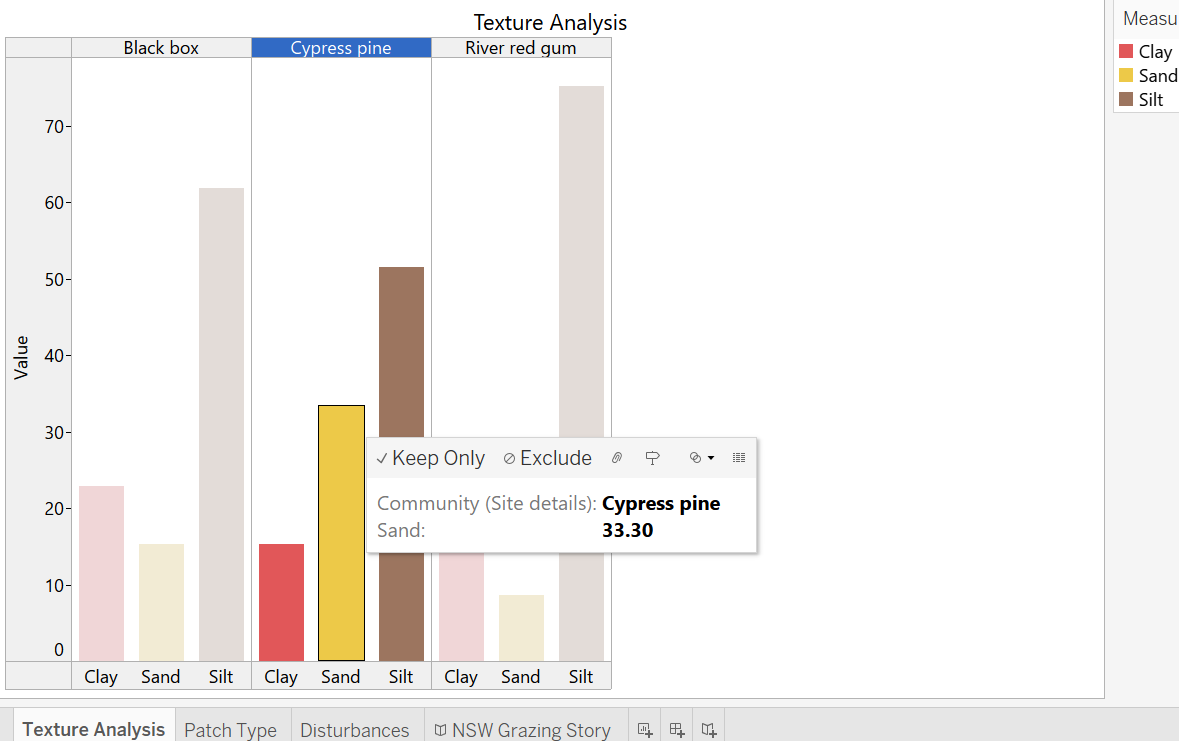 Texture Analysis
Black box Cypress pine River red gum
Measu
Clay
Sand
Silt
70
60
50
40
30
20
10
0
Value
Keep Only Exclude
Community (Site details): Cypress pine
Sand: 33.30
Clay Sand Silt Clay Sand Silt Clay Sand Silt
Texture Analysis Patch Type Disturbances NSW Grazing Story